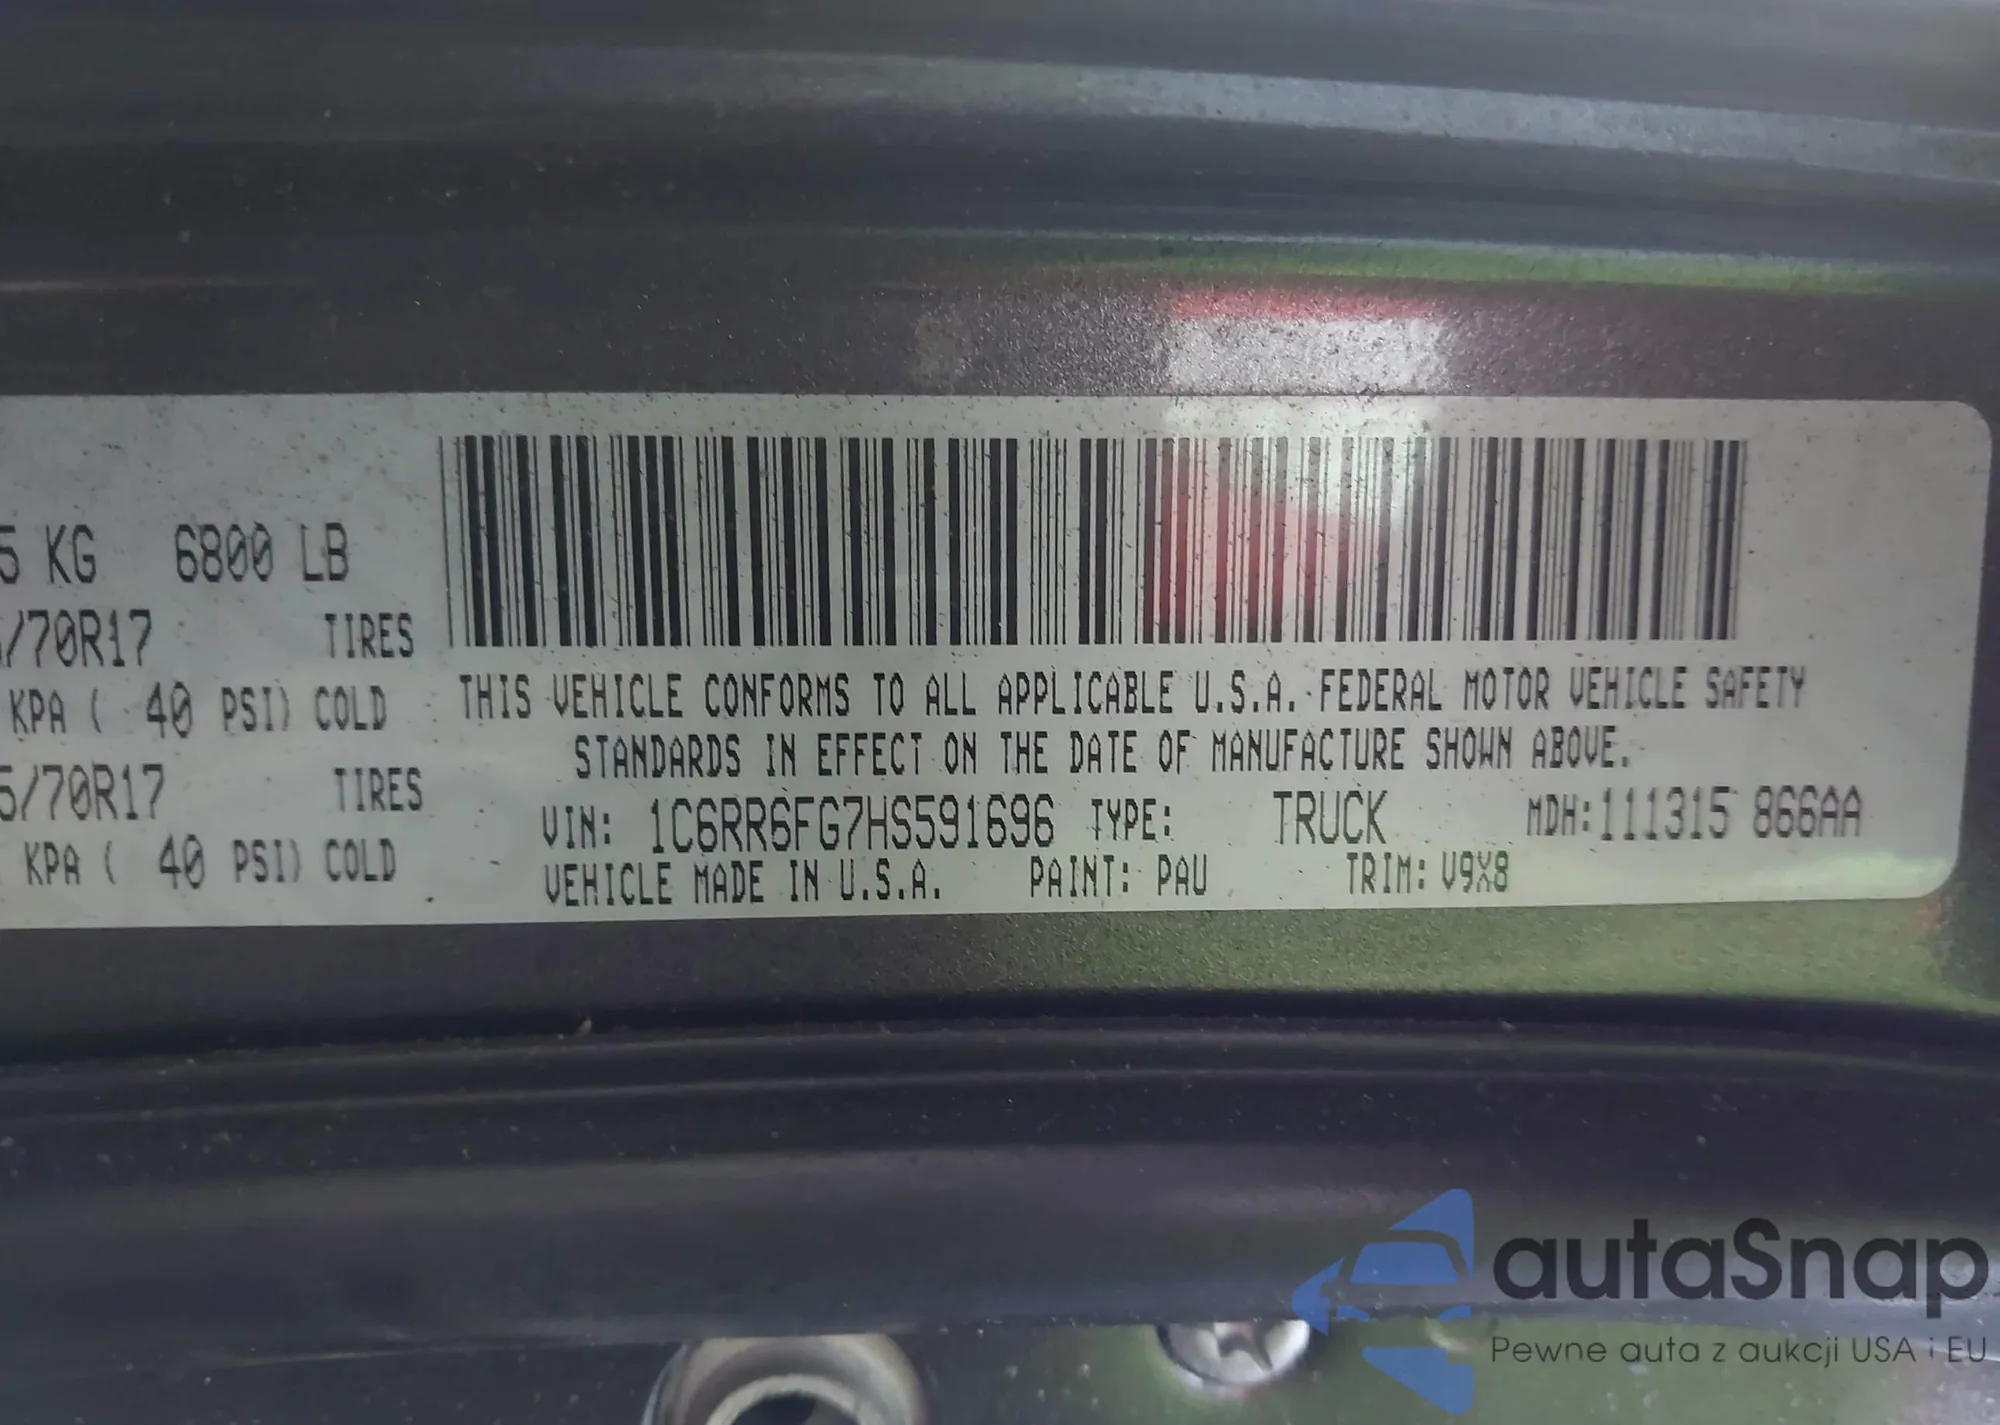 5 KG 6800 LB
/70R17 TIRES
KPA ( 40 PSI) COLD
5/70R17 TIRES
KPA ( 40 PSI) COLD
THIS VEHICLE CONFORMS TO ALL APPLICABLE U.S.A. FEDERAL MOTOR VEHICLE SAFETY
STANDARDS IN EFFECT ON THE DATE OF MANUFACTURE SHOWN ABOVE.
VIN: 1C6RR6FG7HS591696 TYPE: TRUCK MDH:111315 866AA
VEHICLE MADE IN U.S.A. PAINT: PAU TRIM: V9X8
autaSnap
Pewne auta z aukcji USA i EU